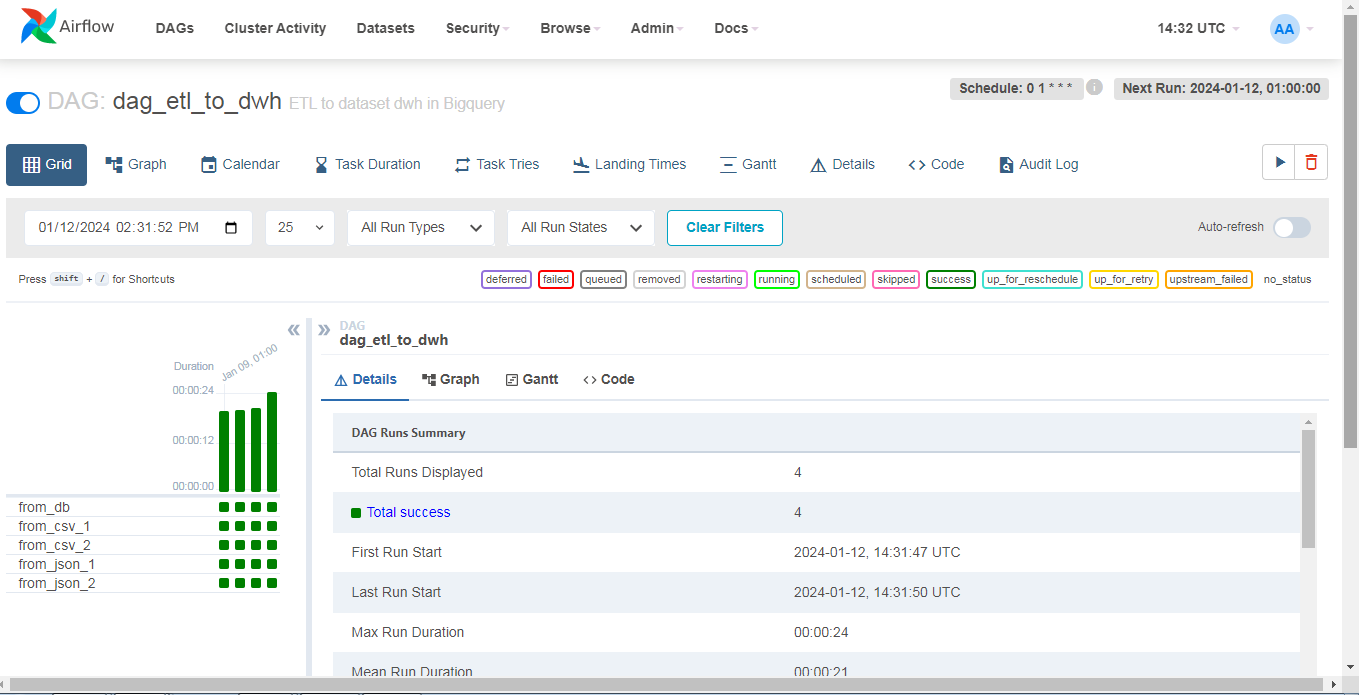 Airflow DAGs Cluster Activity Datasets Security Browse Admin Docs 14:32 UTC AA
Schedule: 0 1 * * * i Next Run: 2024-01-12, 01:00:00
DAG: dag_etl_to_dwh ETL to dataset dwh in Bigquery
Grid Graph Calendar Task Duration Task Tries Landing Times Gantt Details Code Audit Log
01/12/2024 02:31:52 PM 25 All Run Types All Run States Clear Filters Auto-refresh
Press shift + / for Shortcuts deferred failed queued removed restarting running scheduled skipped success up_for_reschedule up_for_retry upstream_failed no_status
DAG
dag_etl_to_dwh
Jan 09, 01:00
Duration
00:00:24
00:00:12
00:00:00
from_db
from_csv_1
from_csv_2
from_json_1
from_json_2
Details Graph Gantt Code
DAG Runs Summary
Total Runs Displayed 4
Total success 4
First Run Start 2024-01-12, 14:31:47 UTC
Last Run Start 2024-01-12, 14:31:50 UTC
Max Run Duration 00:00:24
Mean Run Duration 00:00:21